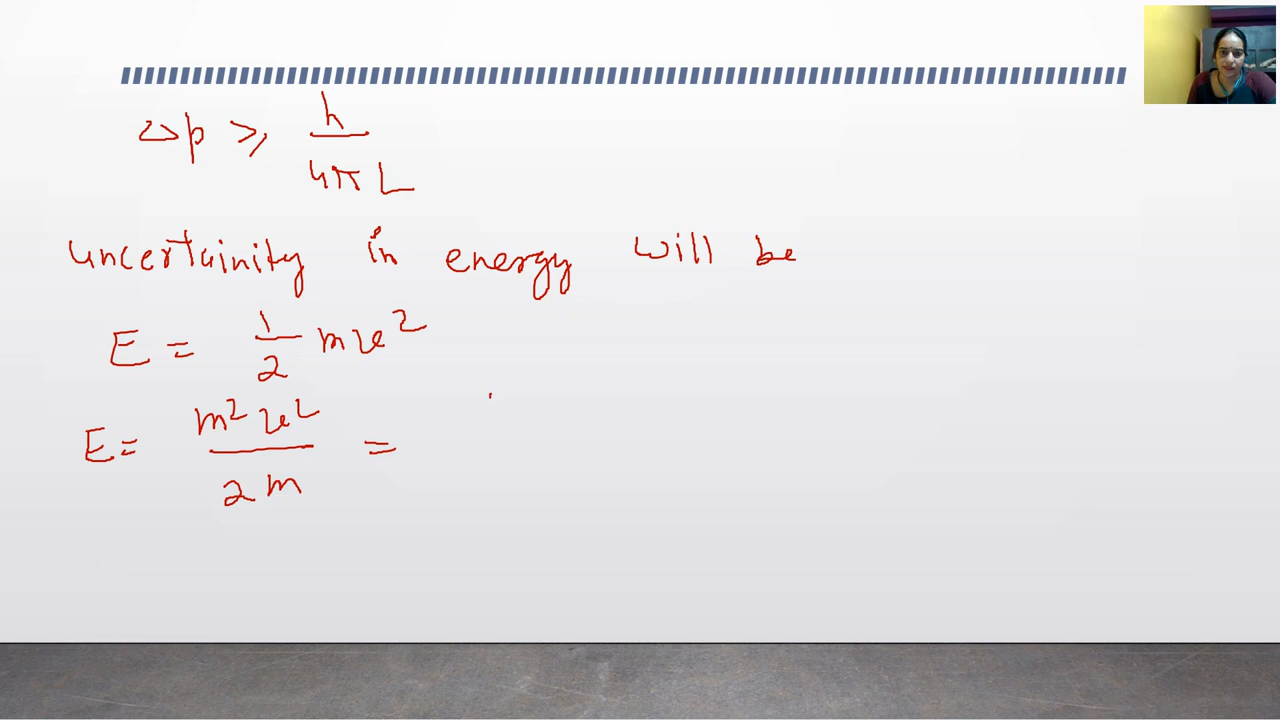 Δp ≥ h/4πL
uncertainity in energy will be
E = 1/2 mv²
E = m²v²/2m =